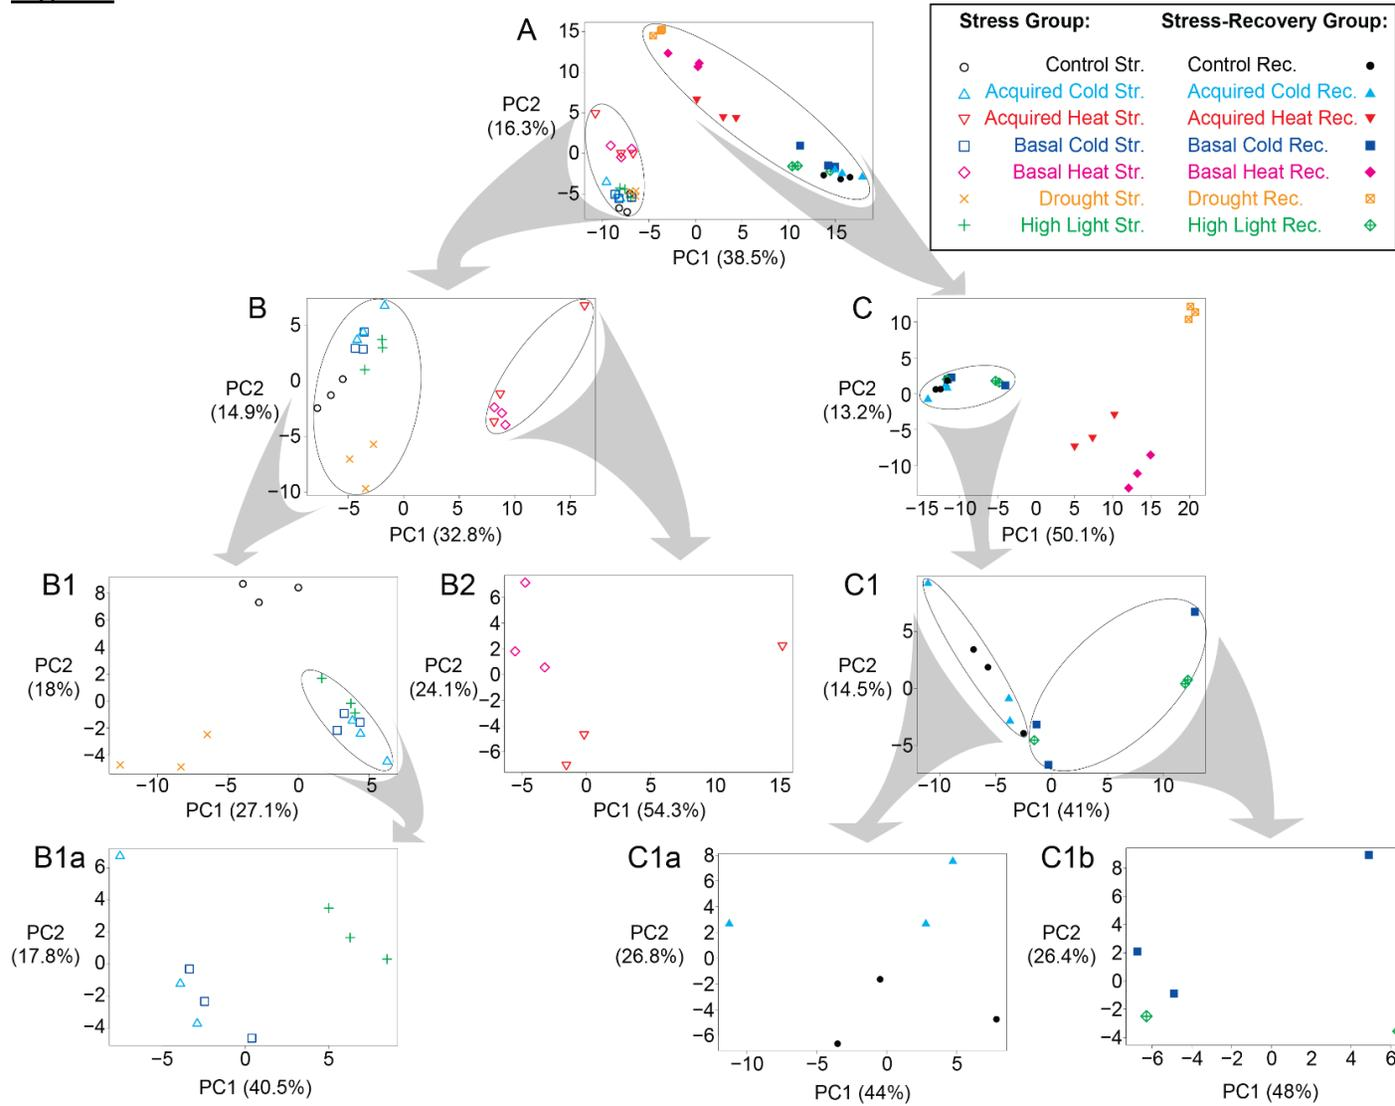 A
15
10
5
0
−5
PC2
(16.3%)
−10 −5 0 5 10 15
PC1 (38.5%)
Stress Group: Stress-Recovery Group:
Control Str. Control Rec.
Acquired Cold Str. Acquired Cold Rec.
Acquired Heat Str. Acquired Heat Rec.
Basal Cold Str. Basal Cold Rec.
Basal Heat Str. Basal Heat Rec.
Drought Str. Drought Rec.
High Light Str. High Light Rec.
B
5
0
−5
−10
PC2
(14.9%)
−5 0 5 10 15
PC1 (32.8%)
C
10
5
0
−5
−10
PC2
(13.2%)
−15 −10 −5 0 5 10 15 20
PC1 (50.1%)
B1
8
6
4
2
0
−2
−4
PC2
(18%)
−10 −5 0 5
PC1 (27.1%)
B2
6
4
2
0
−2
−4
−6
PC2
(24.1%)
−5 0 5 10 15
PC1 (54.3%)
C1
5
0
−5
PC2
(14.5%)
−10 −5 0 5 10
PC1 (41%)
B1a
6
4
2
0
−2
−4
PC2
(17.8%)
−5 0 5
PC1 (40.5%)
C1a
8
6
4
2
0
−2
−4
−6
PC2
(26.8%)
−10 −5 0 5
PC1 (44%)
C1b
8
6
4
2
0
−2
−4
PC2
(26.4%)
−6 −4 −2 0 2 4 6
PC1 (48%)